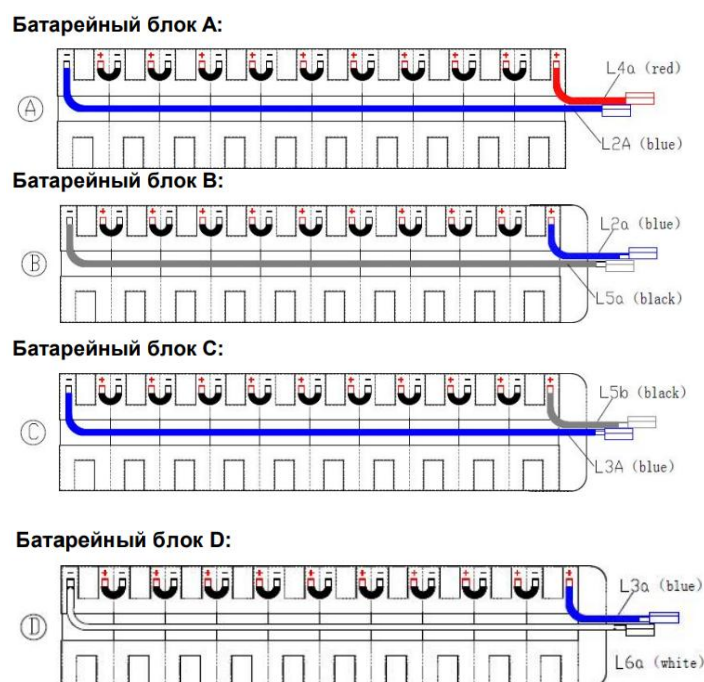 Батарейный блок A:
L4a (red)
A
L2A (blue)
Батарейный блок B:
L2a (blue)
B
L5a (black)
Батарейный блок C:
L5b (black)
C
L3A (blue)
Батарейный блок D:
L3a (blue)
D
L6a (white)